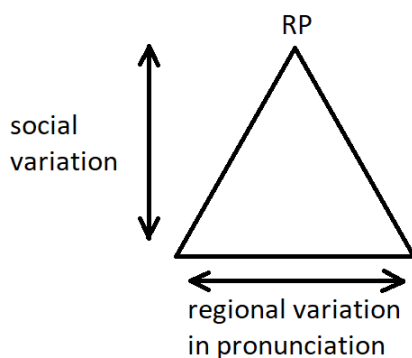 RP
social
variation
regional variation
in pronunciation